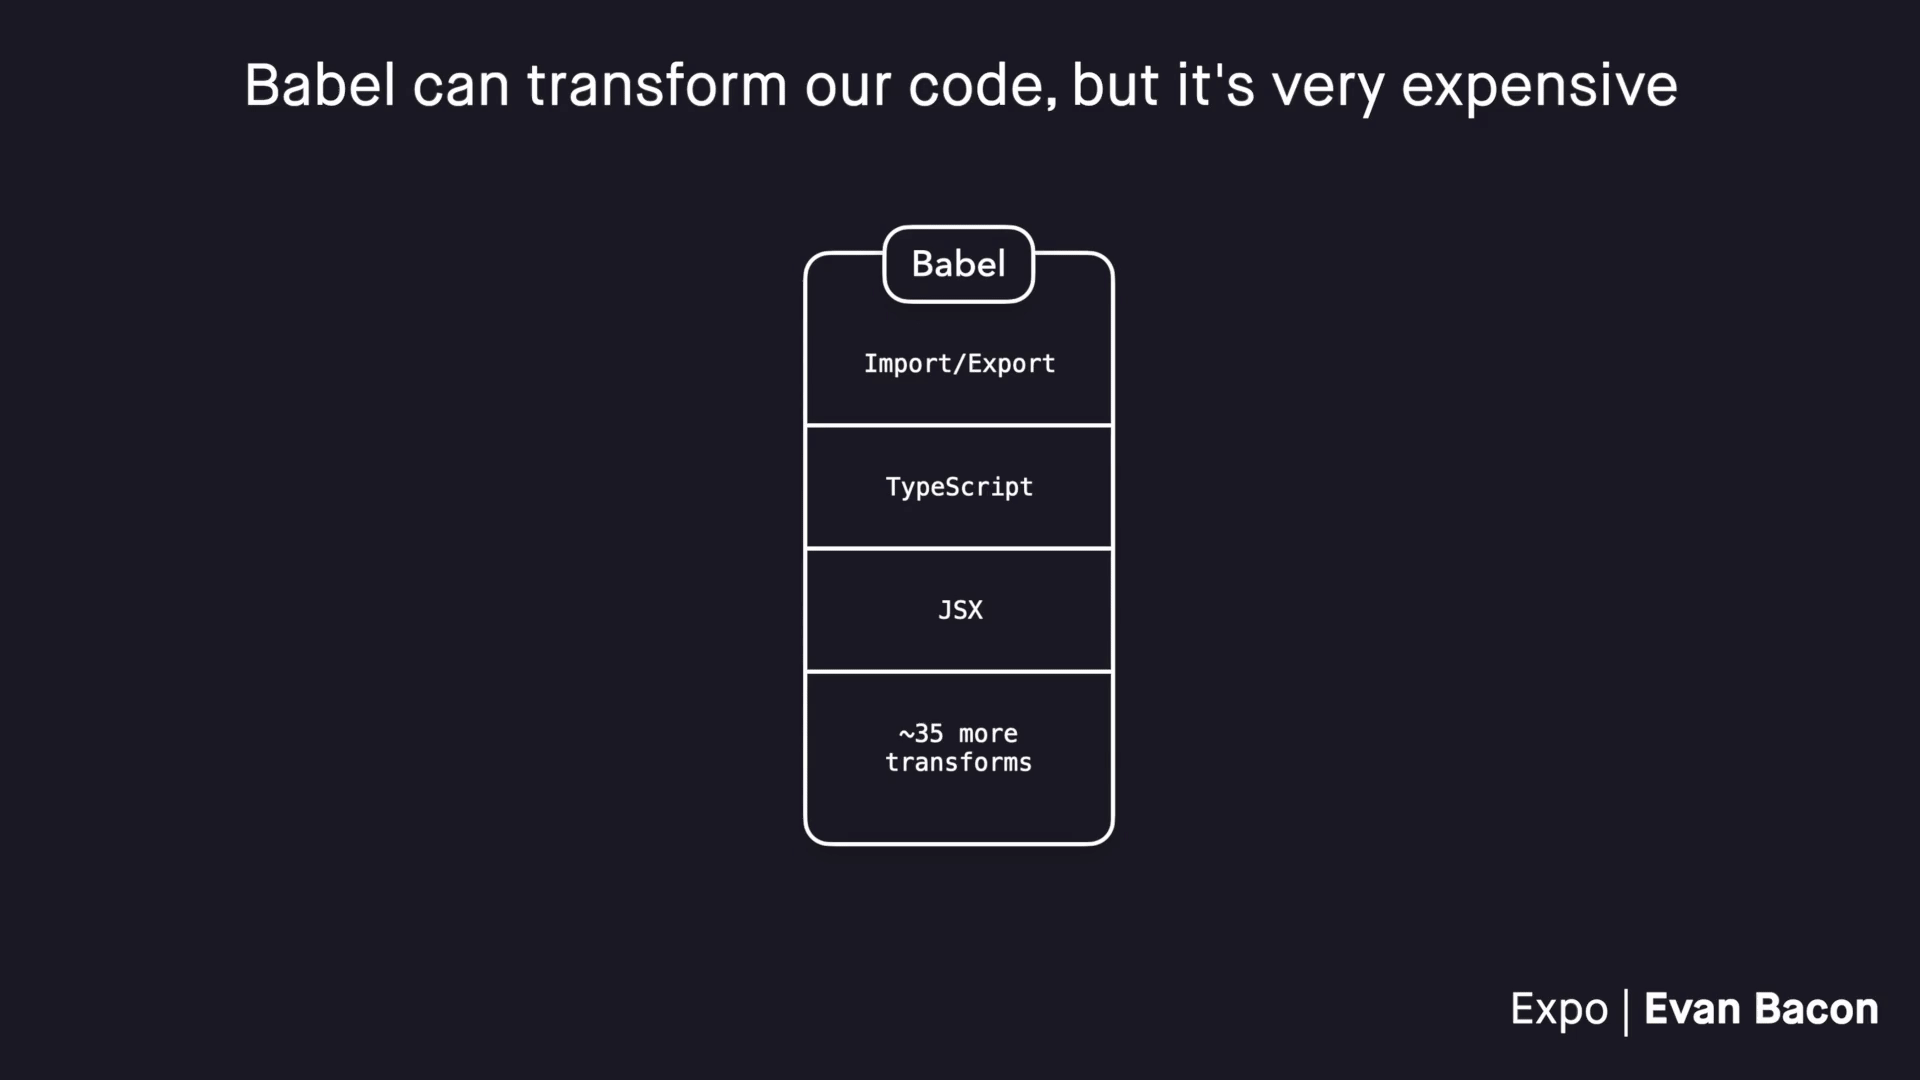 Babel can transform our code, but it's very expensive
Babel
Import/Export
TypeScript
JSX
~35 more
transforms
Expo | Evan Bacon